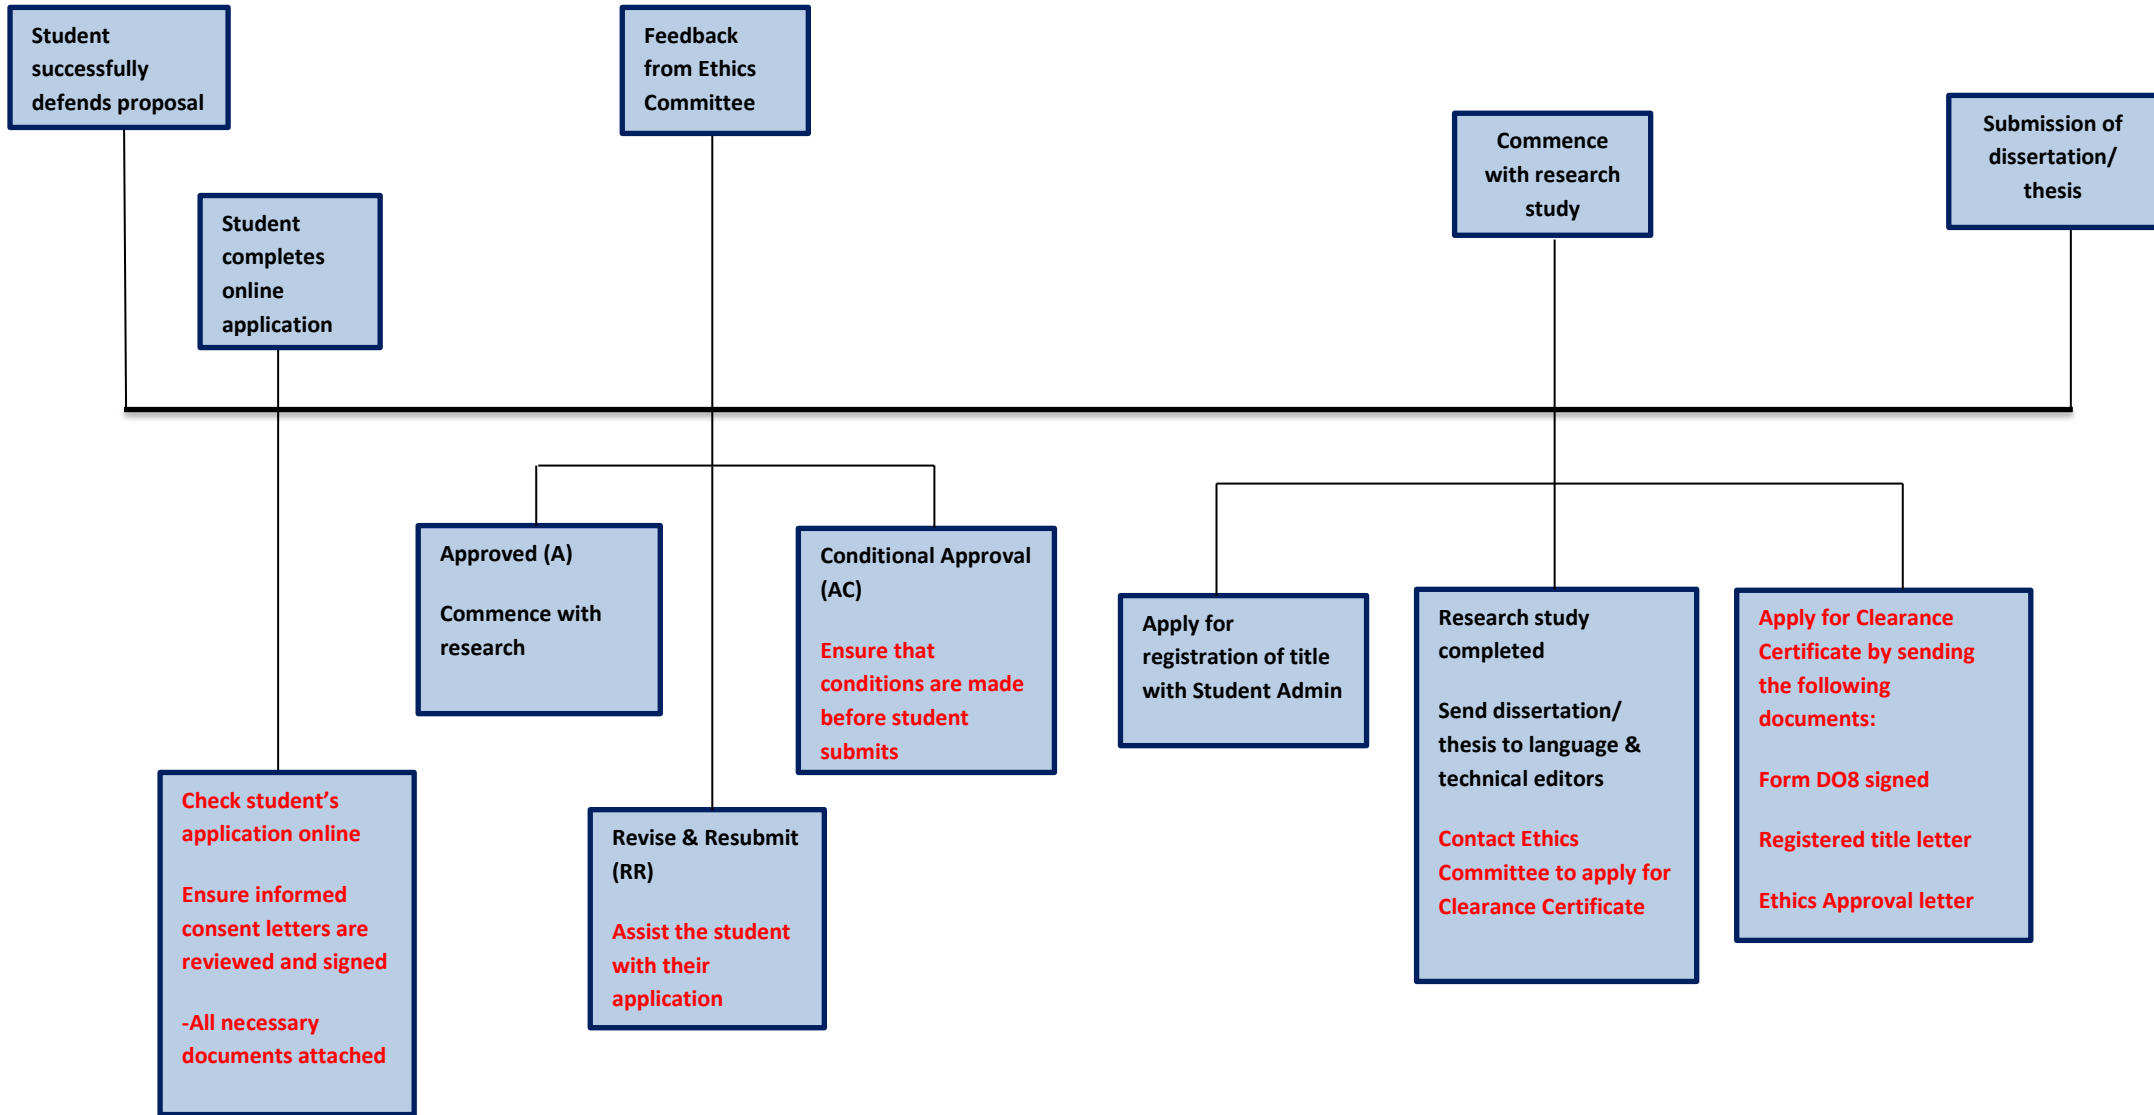 Student
successfully
defends proposal
Feedback
from Ethics
Committee
Commence
with research
study
Submission of
dissertation/
thesis
Student
completes
online
application
Approved (A)
Commence with
research
Conditional Approval
(AC)
Ensure that
conditions are made
before student
submits
Apply for
registration of title
with Student Admin
Research study
completed
Send dissertation/
thesis to language &
technical editors
Contact Ethics
Committee to apply for
Clearance Certificate
Apply for Clearance
Certificate by sending
the following
documents:
Form DO8 signed
Registered title letter
Ethics Approval letter
Check student’s
application online
Ensure informed
consent letters are
reviewed and signed
-All necessary
documents attached
Revise & Resubmit
(RR)
Assist the student
with their
application